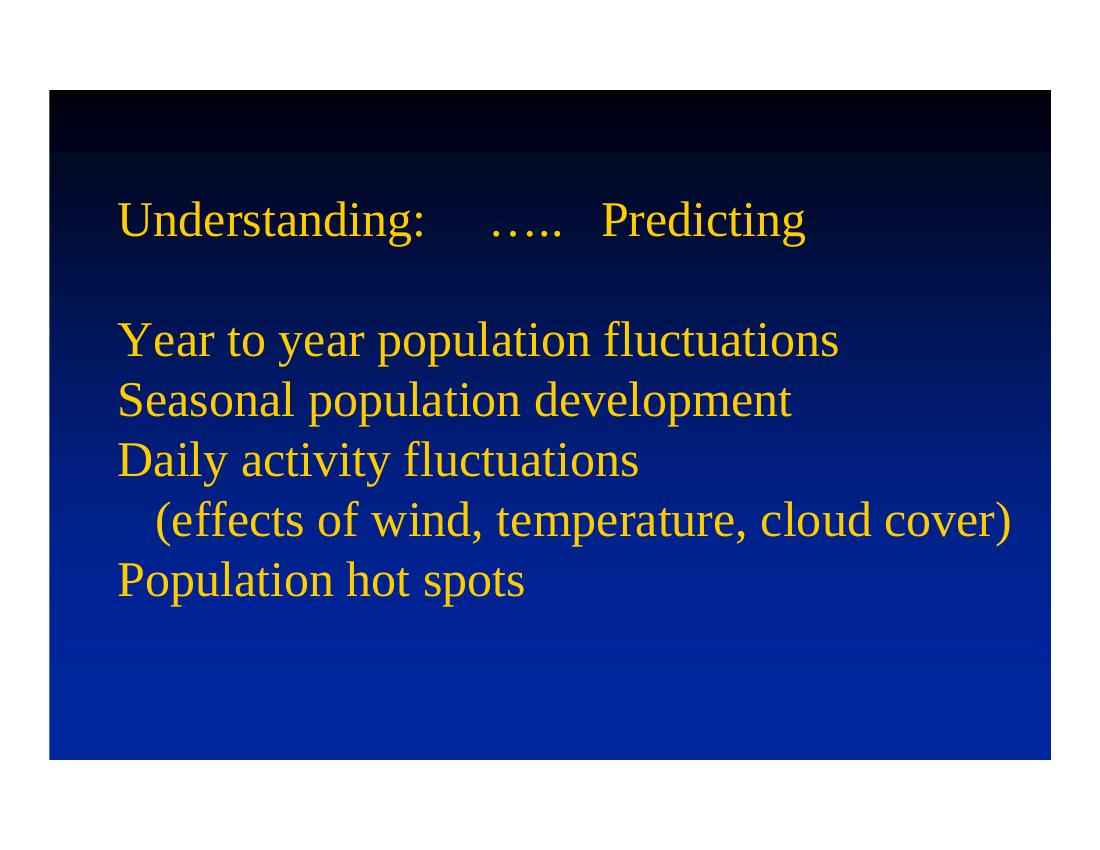 Understanding: ….. Predicting
Year to year population fluctuations
Seasonal population development
Daily activity fluctuations
(effects of wind, temperature, cloud cover)
Population hot spots